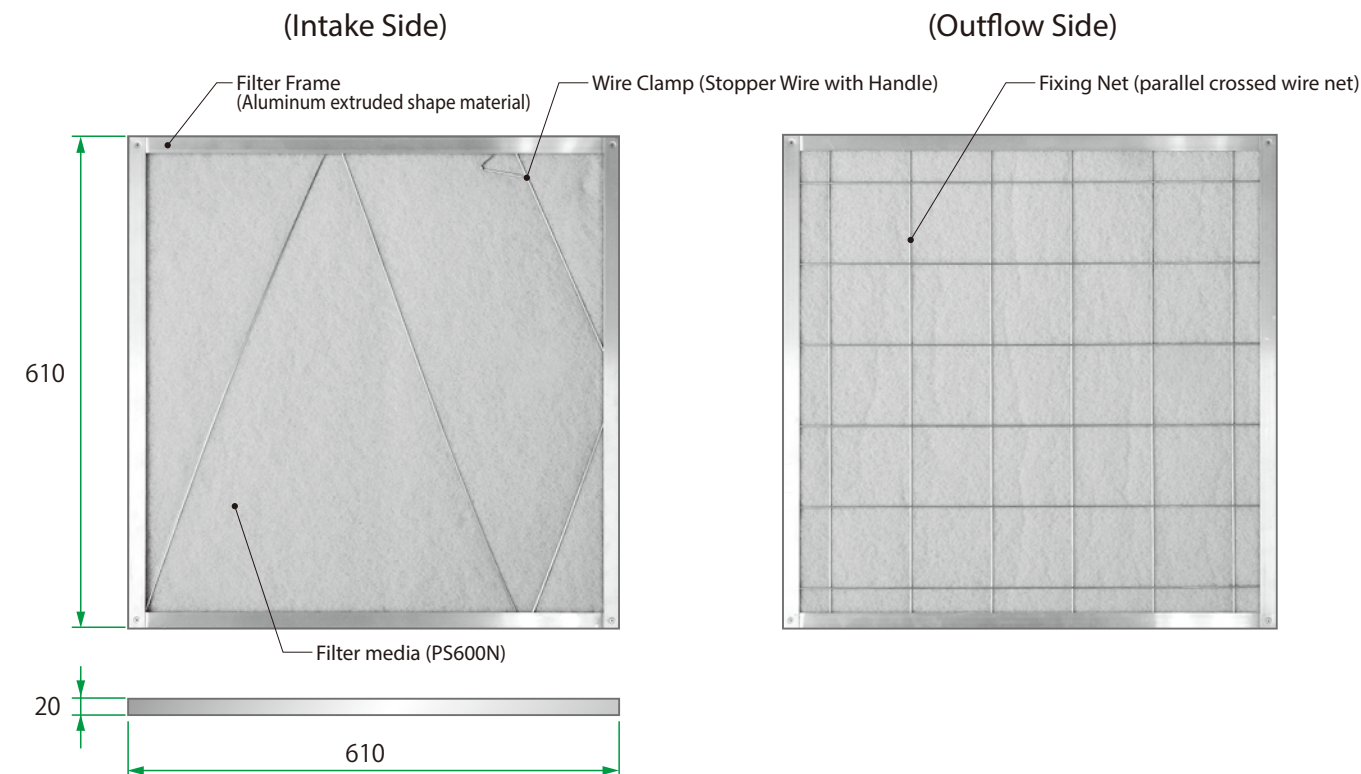 (Intake Side)
(Outflow Side)
Filter Frame
(Aluminum extruded shape material)
Wire Clamp (Stopper Wire with Handle)
Fixing Net (parallel crossed wire net)
610
Filter media (PS600N)
20
610